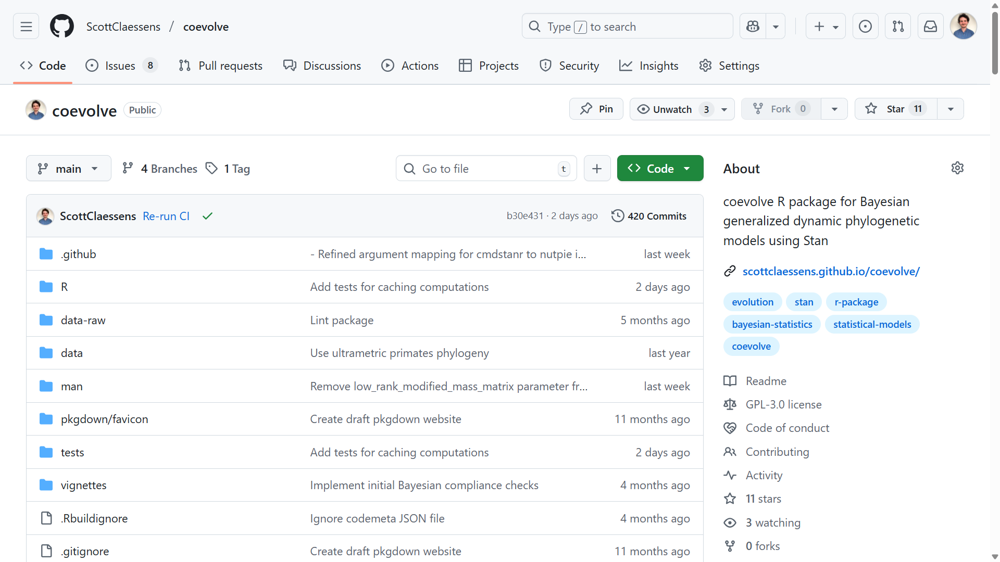 ScottClaessens / coevolve
Type / to search
Code
Issues 8
Pull requests
Discussions
Actions
Projects
Security
Insights
Settings
coevolve Public
Pin
Unwatch 3
Fork 0
Star 11
main
4 Branches
1 Tag
Go to file t
Code
ScottClaessens Re-run CI
b30e431 · 2 days ago
420 Commits
.github - Refined argument mapping for cmdstanr to nutpie i... last week
R Add tests for caching computations 2 days ago
data-raw Lint package 5 months ago
data Use ultrametric primates phylogeny last year
man Remove low_rank_modified_mass_matrix parameter fr... last week
pkgdown/favicon Create draft pkgdown website 11 months ago
tests Add tests for caching computations 2 days ago
vignettes Implement initial Bayesian compliance checks 4 months ago
.Rbuildignore Ignore codemeta JSON file 4 months ago
.gitignore Create draft pkgdown website 11 months ago
About
coevolve R package for Bayesian
generalized dynamic phylogenetic
models using Stan
scottclaessens.github.io/coevolve/
evolution stan r-package
bayesian-statistics statistical-models
coevolve
Readme
GPL-3.0 license
Code of conduct
Contributing
Activity
11 stars
3 watching
0 forks